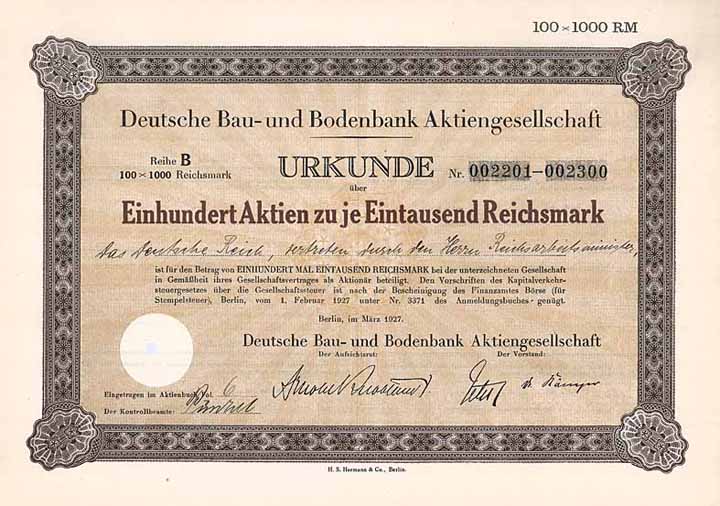 100 × 1000 RM
Deutsche Bau- und Bodenbank Aktiengesellschaft
Reihe B
100 × 1000 Reichsmark
URKUNDE
Nr. 002201-002300
über
Einhundert Aktien zu je Eintausend Reichsmark
Das Deutsche Reich, vertreten durch den Herrn Reichsarbeitsminister,
ist für den Betrag von EINHUNDERT MAL EINTAUSEND REICHSMARK bei der unterzeichneten Gesellschaft
in Gemäßheit ihres Gesellschaftsvertrages als Aktionär beteiligt. Den Vorschriften des Kapitalverkehr-
steuergesetzes über die Gesellschaftsteuer ist nach der Bescheinigung des Finanzamtes Börse (für
Stempelsteuer), Berlin, vom 1. Februar 1927 unter Nr. 3371 des Anmeldungsbuches genügt.
Berlin, im März 1927.
Deutsche Bau- und Bodenbank Aktiengesellschaft
Der Aufsichtsrat:
Der Vorstand:
Eingetragen im Aktienbuch Vol. 6
Der Kontrollbeamte:
H. S. Hermann & Co., Berlin.